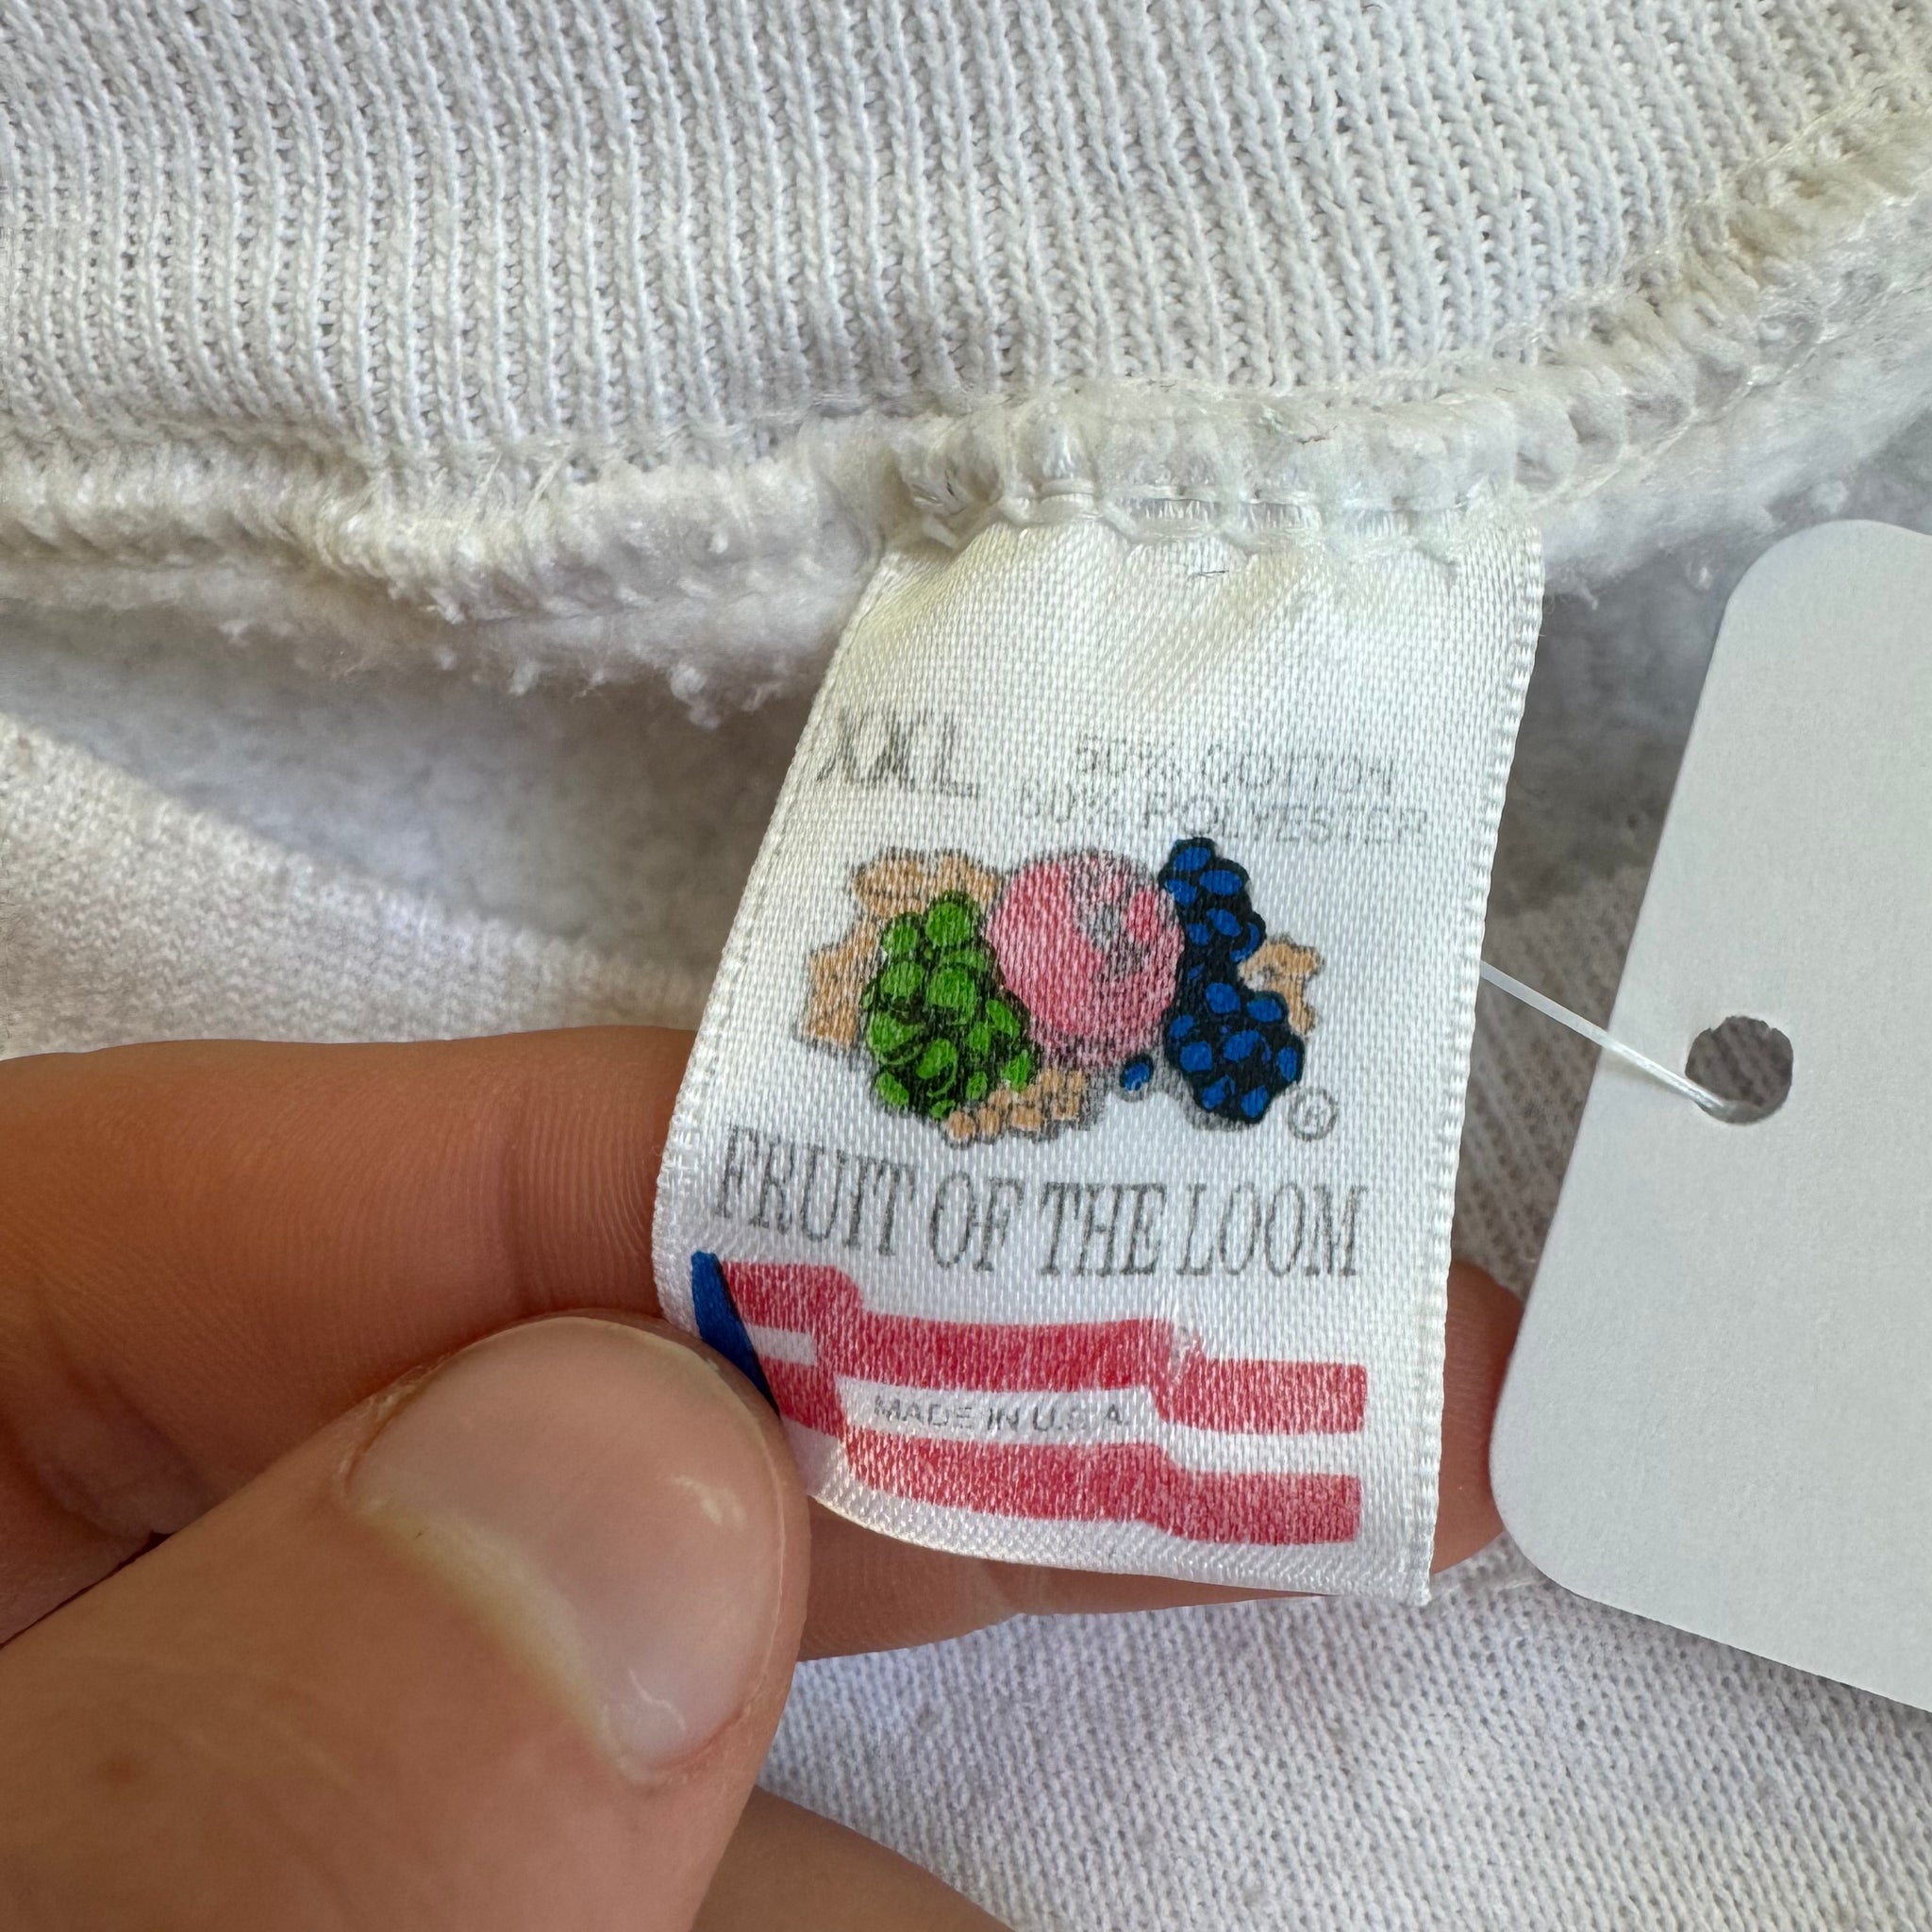 XXL
50% COTTON
50% POLYESTER
®
FRUIT OF THE LOOM
MADE IN U.S.A.